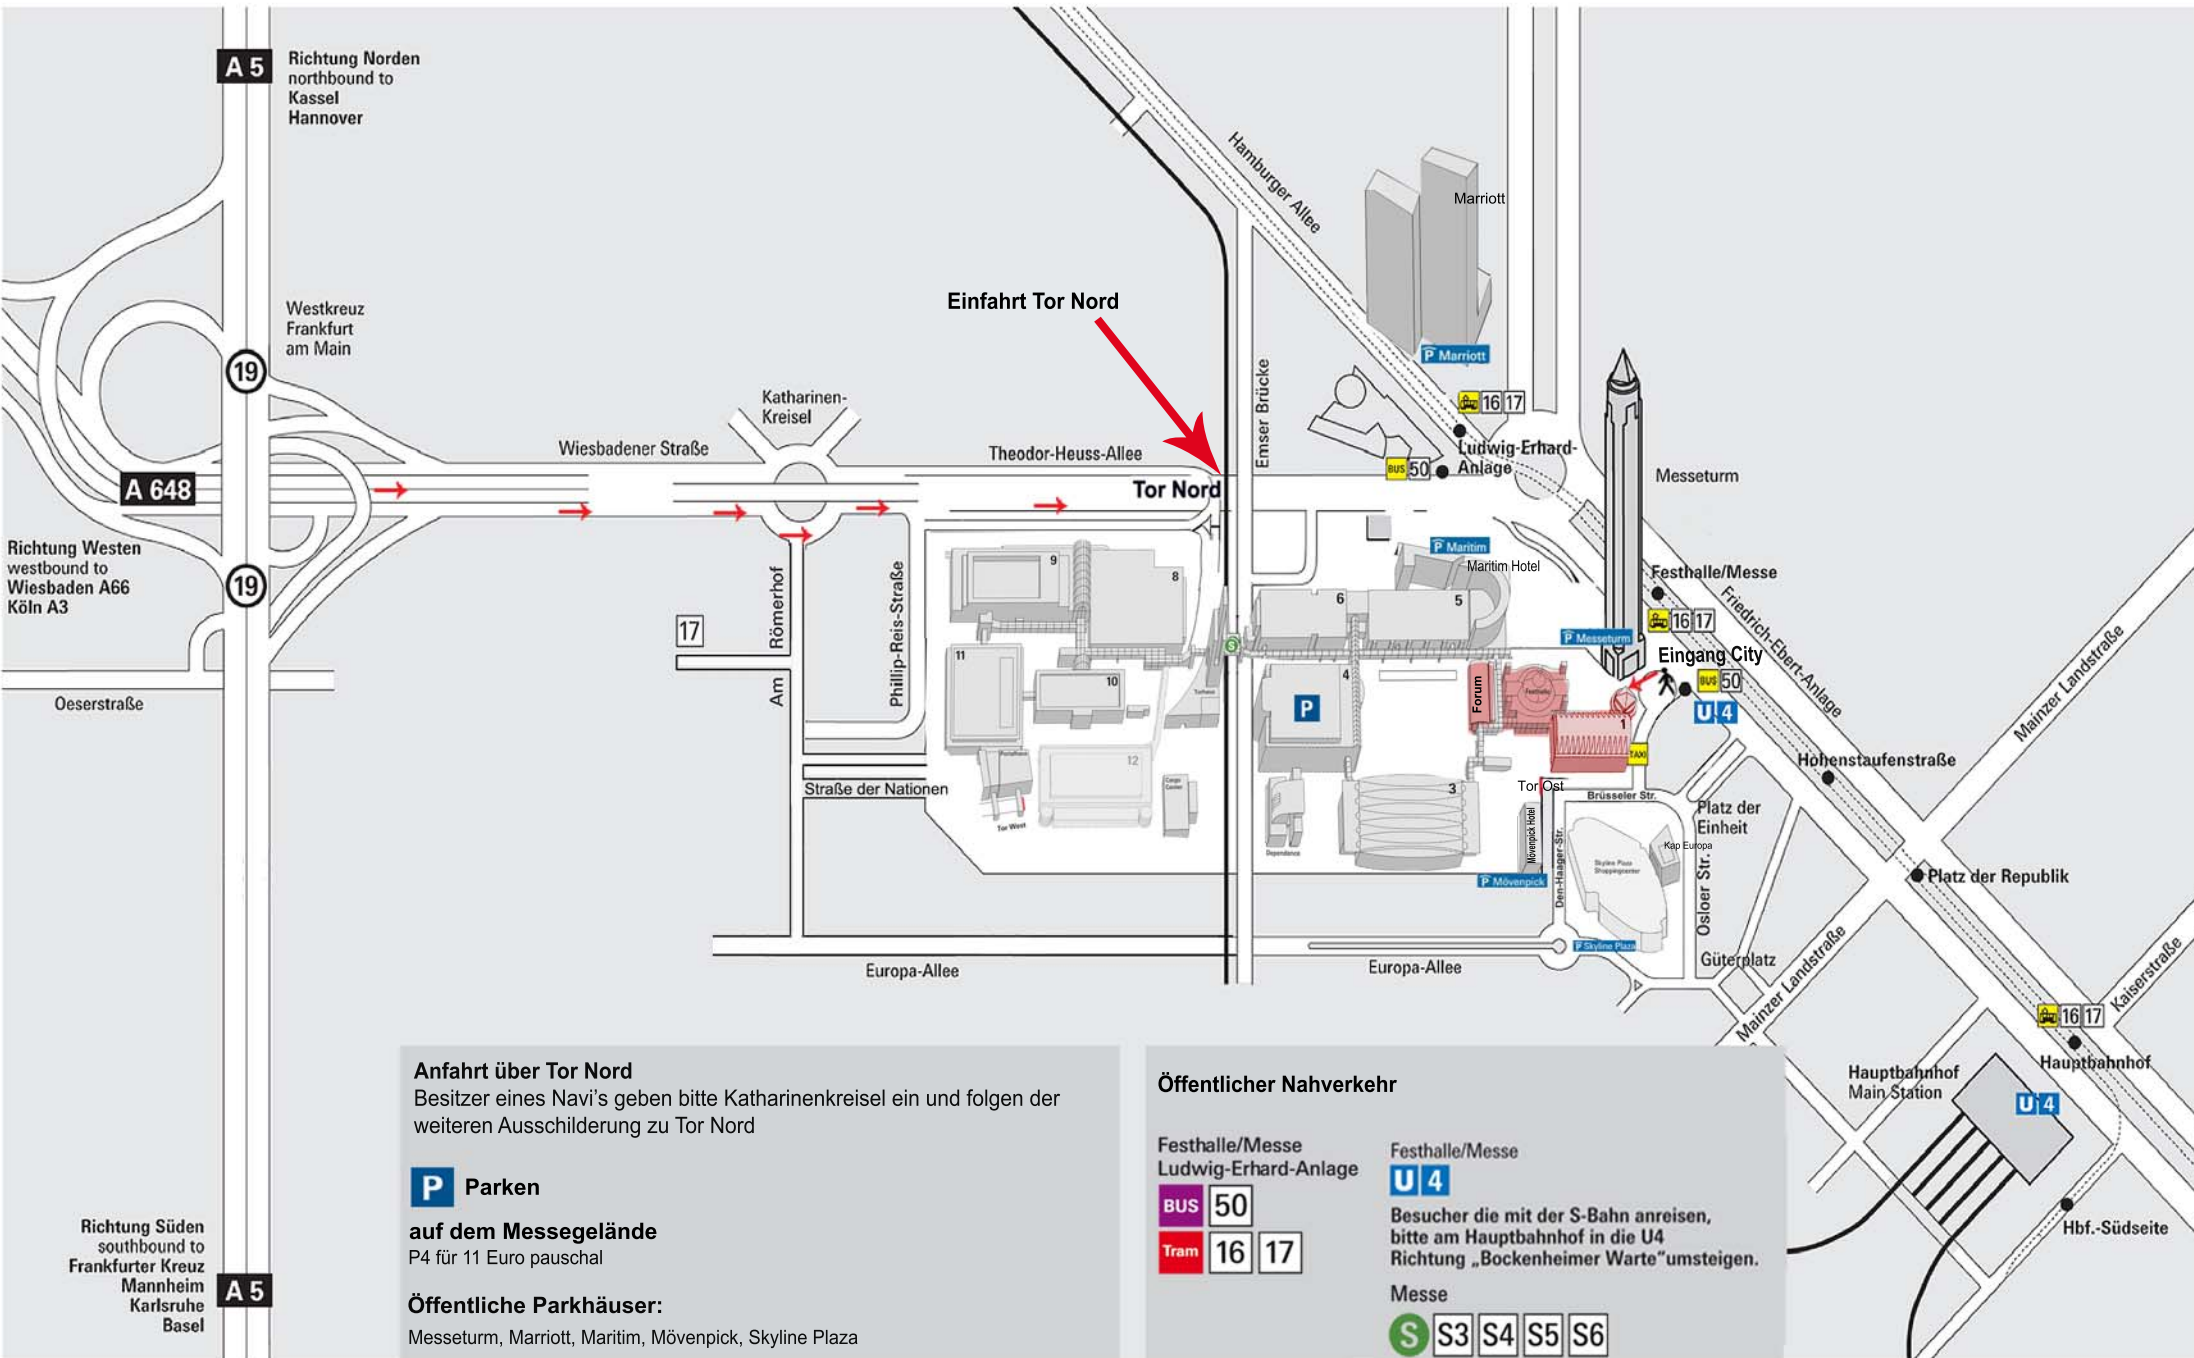 A 5
Richtung Norden
northbound to
Kassel
Hannover
Westkreuz
Frankfurt
am Main
19
A 648
19
Richtung Westen
westbound to
Wiesbaden A66
Köln A3
Oeserstraße
Richtung Süden
southbound to
Frankfurter Kreuz
Mannheim
Karlsruhe
Basel
A 5
Wiesbadener Straße
Katharinen-
Kreisel
Theodor-Heuss-Allee
Einfahrt Tor Nord
Tor Nord
Emser Brücke
Hamburger Allee
Marriott
P Marriott
16 17
Ludwig-Erhard-
Anlage
BUS 50
Messeturm
P Maritim
Maritim Hotel
Festhalle/Messe
16 17
P Messeturm
Eingang City
BUS 50
U 4
Friedrich-Ebert-Anlage
Mainzer Landstraße
Hohenstaufenstraße
Platz der Republik
17
Am Römerhof
Phillip-Reis-Straße
Straße der Nationen
9
8
11
10
12
Torhaus
Portalhaus
Tor West
Cargo
Center
S
6
5
4
P
Forum
Festhalle
1
TAXI
3
Dependance
Tor Ost
Mövenpick Hotel
P Mövenpick
Brüsseler Str.
Den-Haager-Str.
Skyline Plaza
Shoppingcenter
Kap Europa
Platz der
Einheit
Osloer Str.
P Skyline Plaza
Güterplatz
Europa-Allee
Europa-Allee
Mainzer Landstraße
Kaiserstraße
16 17
Hauptbahnhof
Hauptbahnhof
Main Station
U 4
Hbf.-Südseite
Anfahrt über Tor Nord
Besitzer eines Navi's geben bitte Katharinenkreisel ein und folgen der
weiteren Ausschilderung zu Tor Nord
P Parken
auf dem Messegelände
P4 für 11 Euro pauschal
Öffentliche Parkhäuser:
Messeturm, Marriott, Maritim, Mövenpick, Skyline Plaza
Öffentlicher Nahverkehr
Festhalle/Messe
Ludwig-Erhard-Anlage
BUS 50
Tram 16 17
Festhalle/Messe
U 4
Besucher die mit der S-Bahn anreisen,
bitte am Hauptbahnhof in die U4
Richtung „Bockenheimer Warte"umsteigen.
Messe
S S3 S4 S5 S6